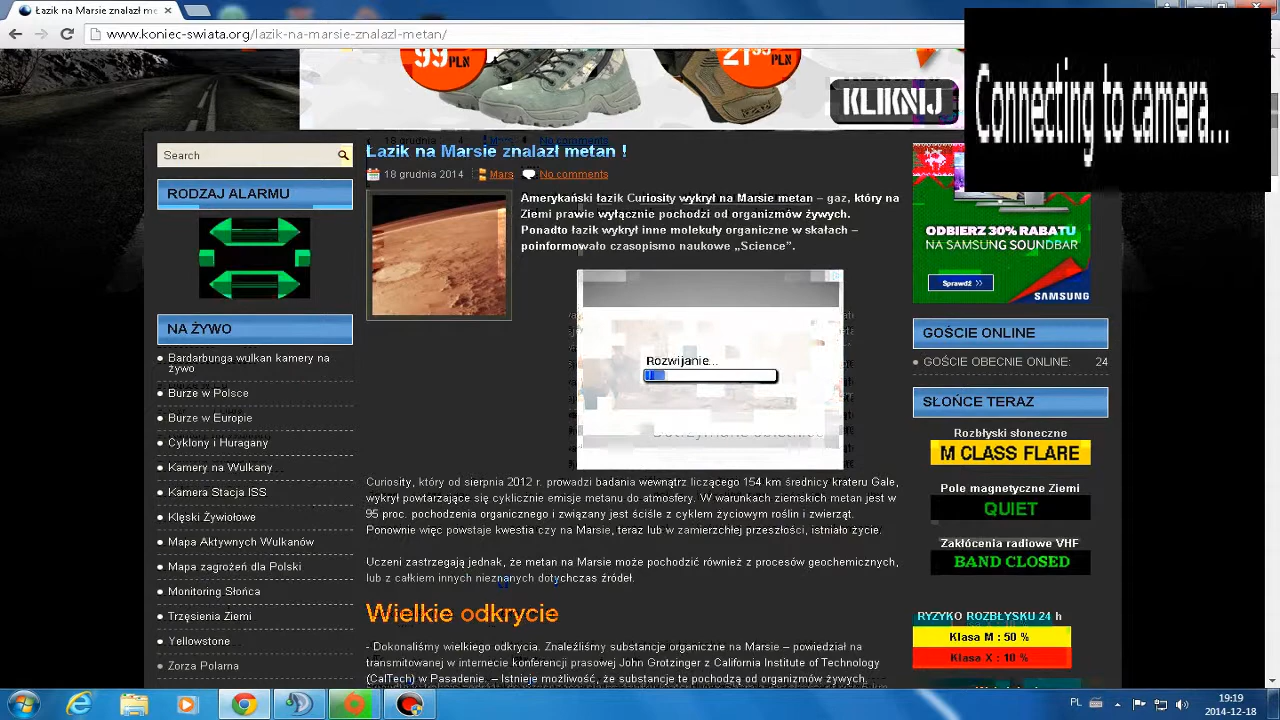 Łazik na Marsie znalazł me
www.koniec-swiata.org/lazik-na-marsie-znalazl-metan/
99 PLN
21 99 PLN
KLIKNIJ
Connecting to camera...
Search
RODZAJ ALARMU
NA ŻYWO
Bardarbunga wulkan kamery na
żywo
Burze w Polsce
Burze w Europie
Cyklony i Huragany
Kamery na Wulkany
Kamera Stacja ISS
Klęski Żywiołowe
Mapa Aktywnych Wulkanów
Mapa zagrożeń dla Polski
Monitoring Słońca
Trzęsienia Ziemi
Yellowstone
Zorza Polarna
Łazik na Marsie znalazł metan !
18 grudnia 2014 Mars No comments
Amerykański łazik Curiosity wykrył na Marsie metan – gaz, który na
Ziemi prawie wyłącznie pochodzi od organizmów żywych.
Ponadto łazik wykrył inne molekuły organiczne w skałach –
poinformowało czasopismo naukowe „Science”.
Rozwijanie...
Curiosity, który od sierpnia 2012 r. prowadzi badania wewnątrz liczącego 154 km średnicy krateru Gale,
wykrył powtarzające się cyklicznie emisje metanu do atmosfery. W warunkach ziemskich metan jest w
95 proc. pochodzenia organicznego i związany jest ściśle z cyklem życiowym roślin i zwierząt.
Ponownie więc powstaje kwestia czy na Marsie, teraz lub w zamierzchłej przeszłości, istniało życie.
Uczeni zastrzegają jednak, że metan na Marsie może pochodzić również z procesów geochemicznych,
lub z całkiem innych nieznanych dotychczas źródeł.
Wielkie odkrycie
- Dokonaliśmy wielkiego odkrycia. Znaleźliśmy substancje organiczne na Marsie – powiedział na
transmitowanej w internecie konferencji prasowej John Grotzinger z California Institute of Technology
(CalTech) w Pasadenie. – Istnieje możliwość, że substancje te pochodzą od organizmów żywych.
ODBIERZ 30% RABATU
NA SAMSUNG SOUNDBAR
Sprawdź >>
SAMSUNG
GOŚCIE ONLINE
GOŚCIE OBECNIE ONLINE: 24
SŁOŃCE TERAZ
Rozbłyski słoneczne
M CLASS FLARE
Pole magnetyczne Ziemi
QUIET
Zakłócenia radiowe VHF
BAND CLOSED
RYZYKO ROZBŁYSKU 24 h
Klasa M : 50 %
Klasa X : 10 %
PL
19:19
2014-12-18